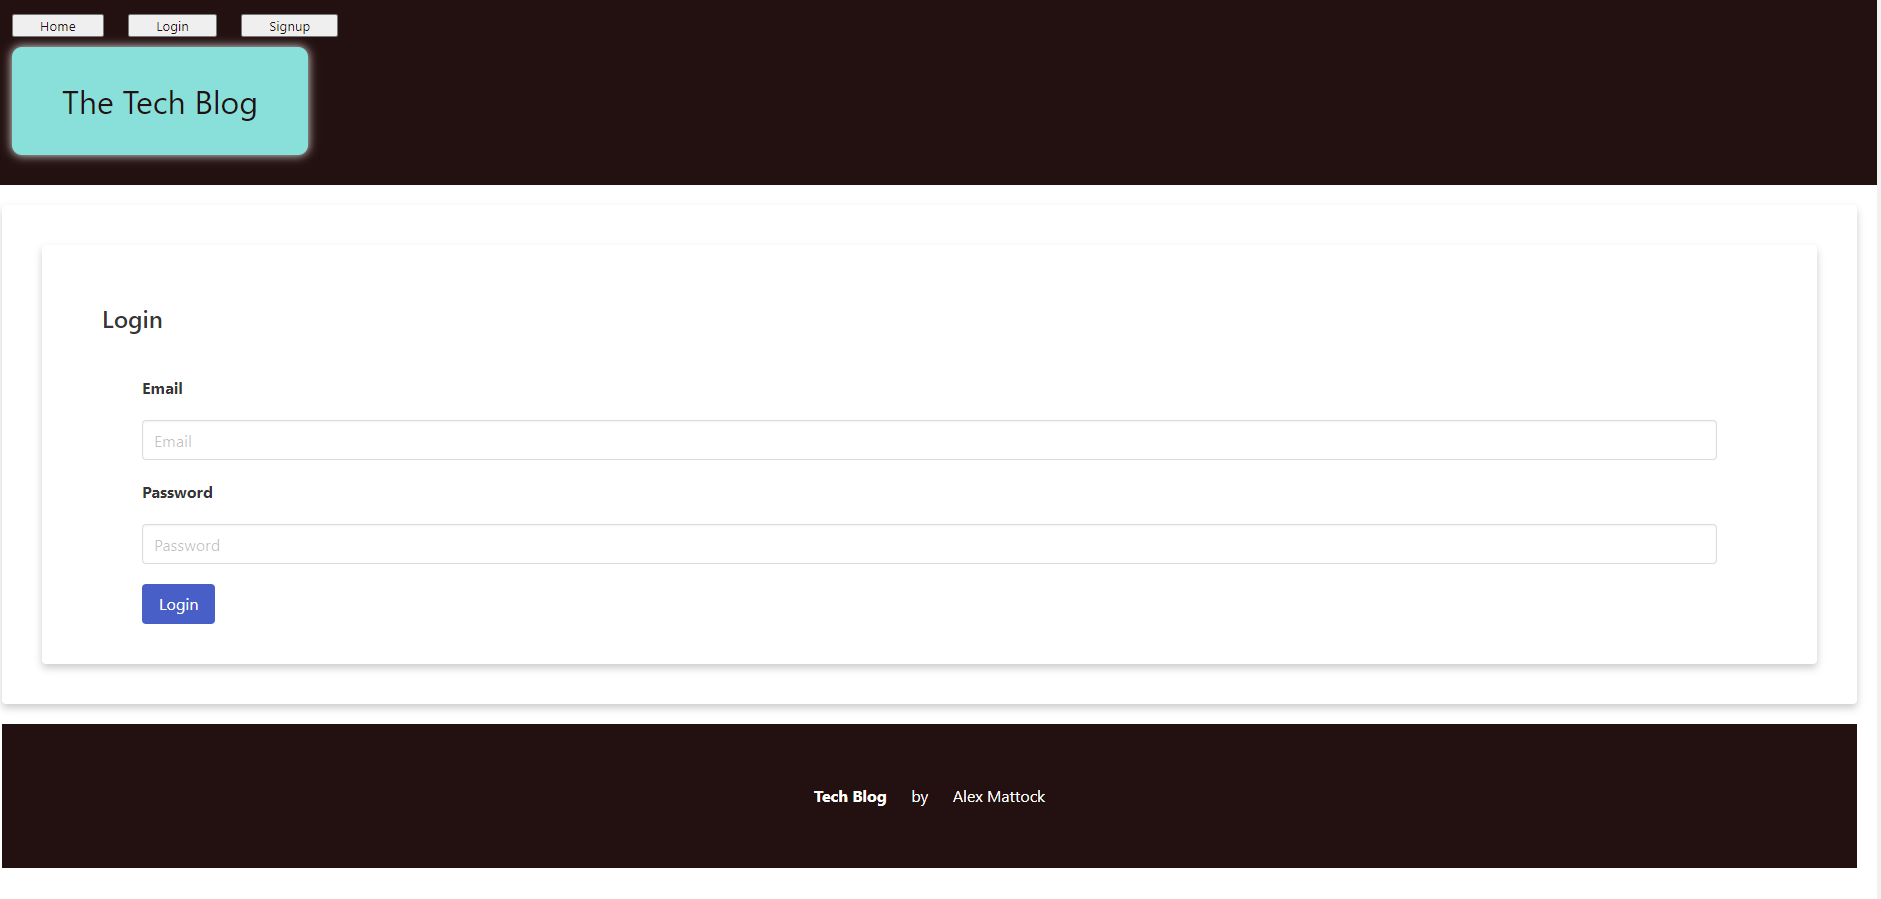 Home Login Signup
The Tech Blog
Login
Email
Email
Password
Password
Login
Tech Blog by Alex Mattock